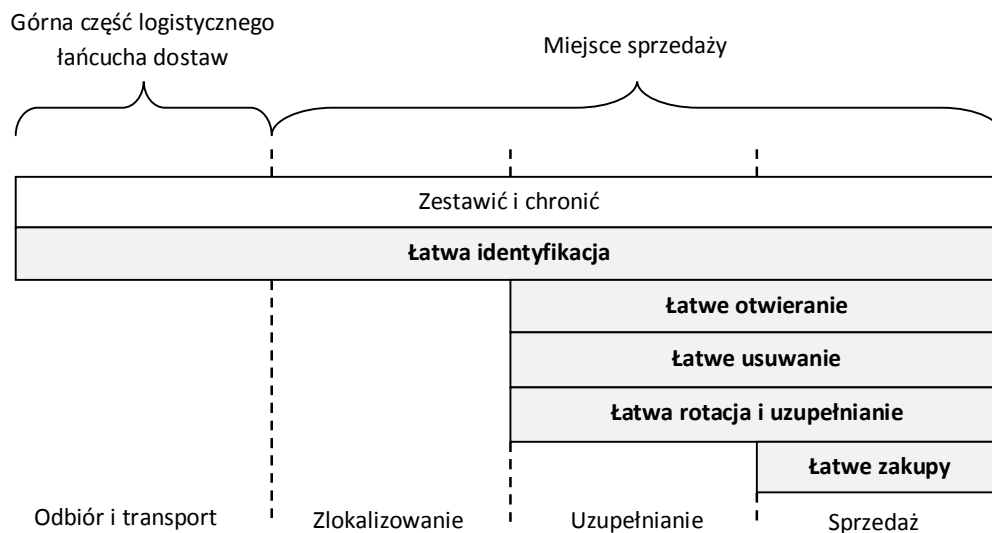 Górna część logistycznego
łańcucha dostaw
Miejsce sprzedaży
Zestawić i chronić
Łatwa identyfikacja
Łatwe otwieranie
Łatwe usuwanie
Łatwa rotacja i uzupełnianie
Łatwe zakupy
Odbiór i transport
Zlokalizowanie
Uzupełnianie
Sprzedaż